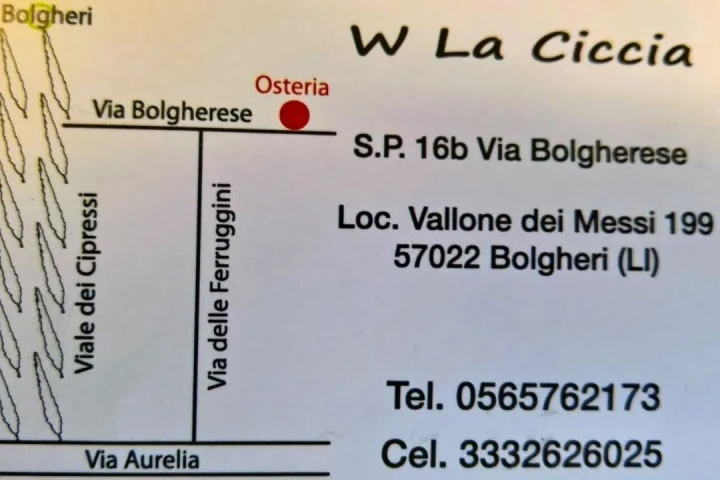 Bolgheri
W La Ciccia
Osteria
Via Bolgherese
S.P. 16b Via Bolgherese
Viale dei Cipressi
Via delle Ferruggini
Loc. Vallone dei Messi 199
57022 Bolgheri (LI)
Tel. 0565762173
Cel. 3332626025
Via Aurelia